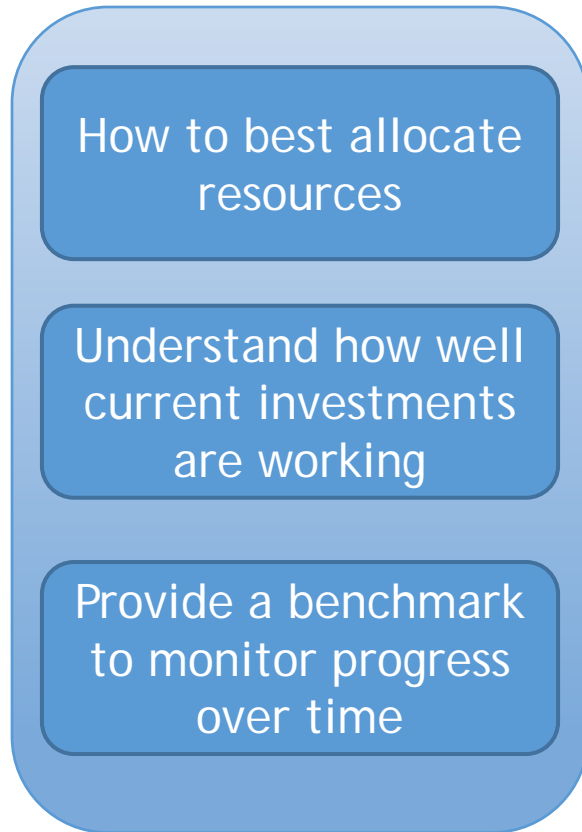 How to best allocate
resources
Understand how well
current investments
are working
Provide a benchmark
to monitor progress
over time